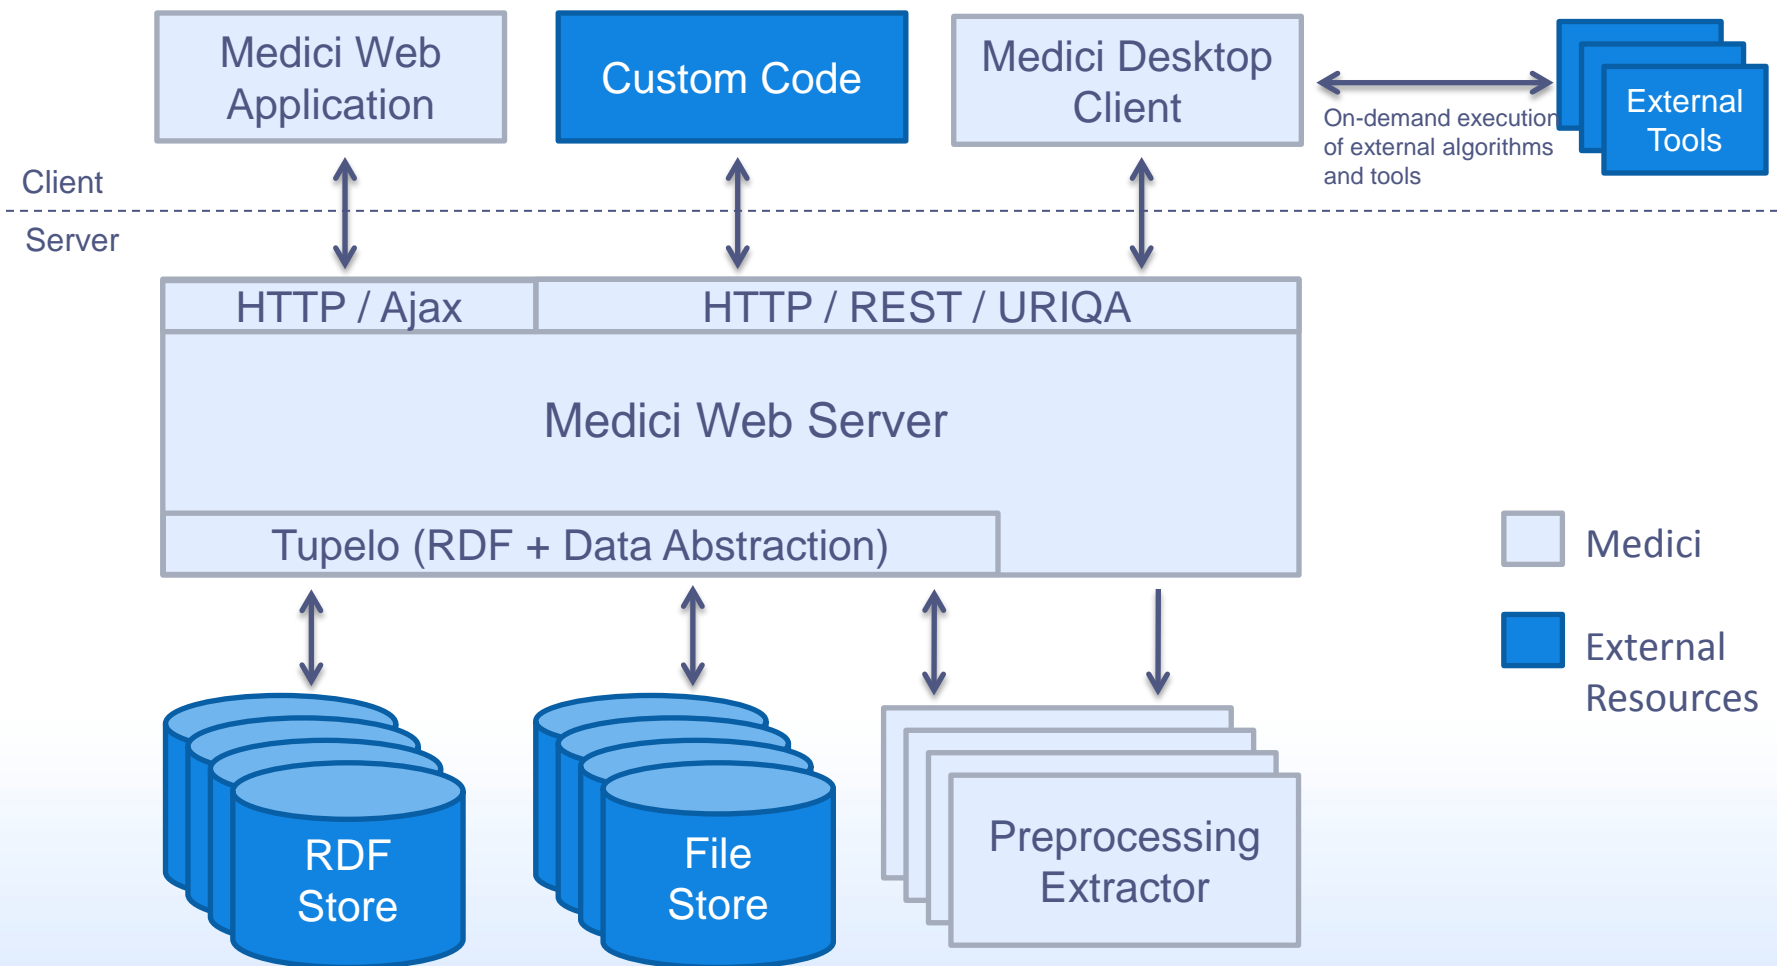 Medici Web
Application
Custom Code
Medici Desktop
Client
On-demand execution
of external algorithms
and tools
External
Tools
Client
Server
HTTP / Ajax
HTTP / REST / URIQA
Medici Web Server
Tupelo (RDF + Data Abstraction)
Medici
External
Resources
RDF
Store
File
Store
Preprocessing
Extractor